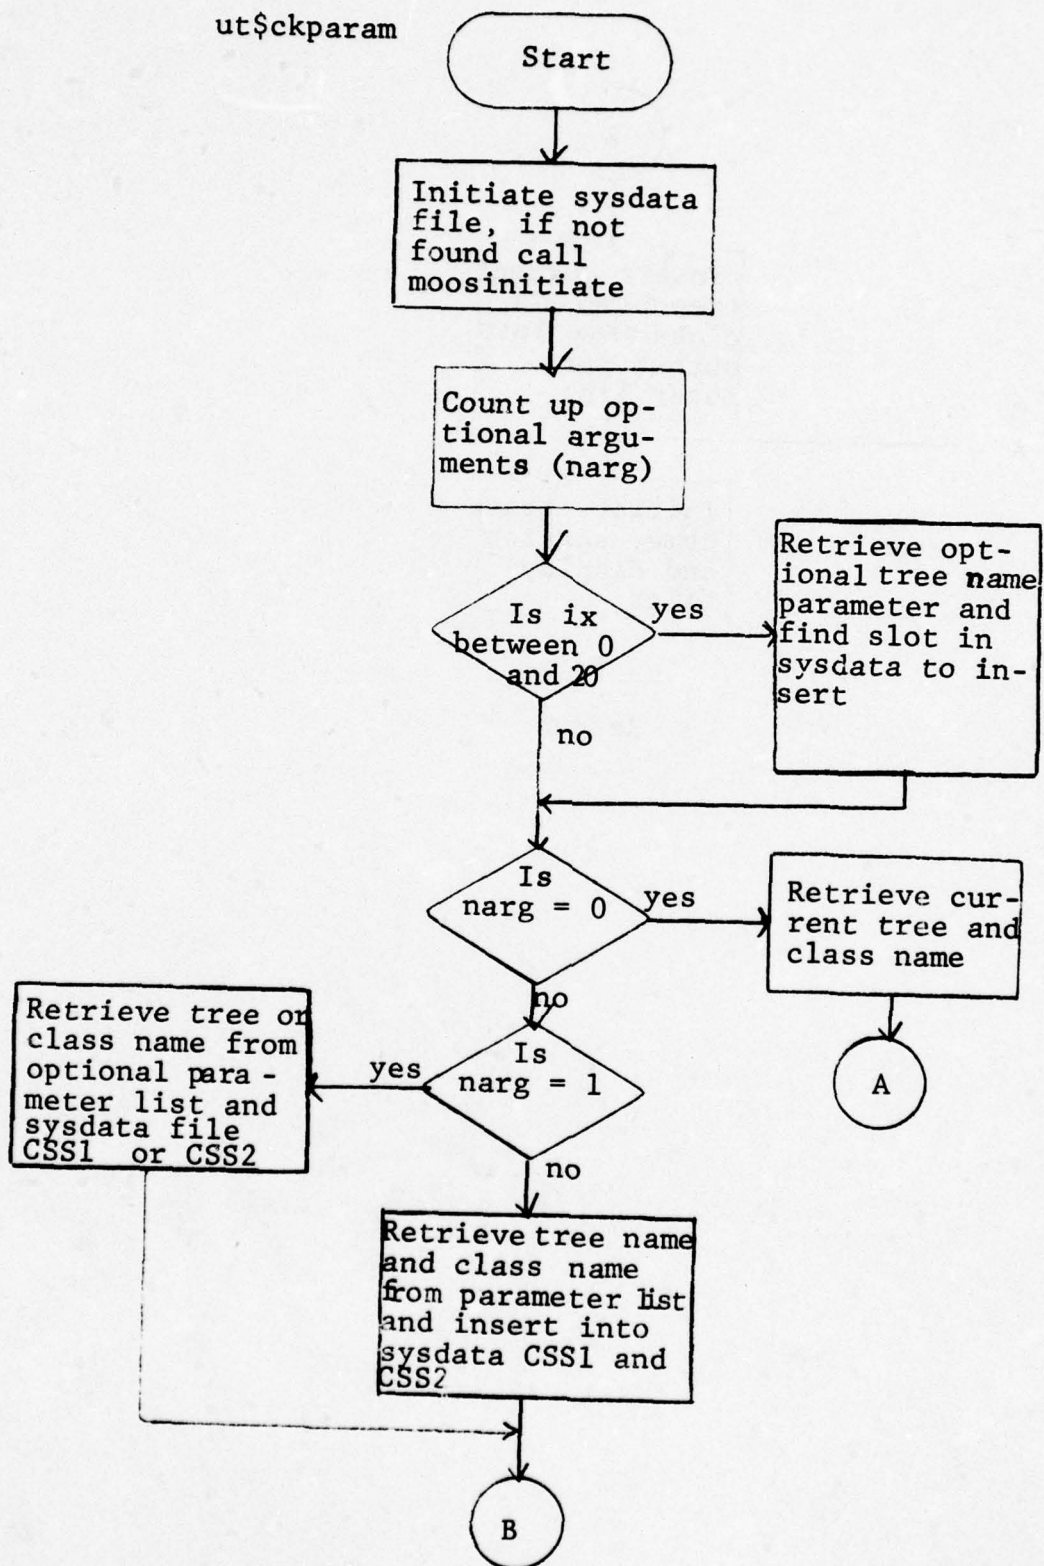 ut$ckparam
Start
Initiate sysdata
file, if not
found call
moosinitiate
Count up op-
tional argu-
ments (narg)
Is ix
between 0
and 20
yes
Retrieve opt-
ional tree name
parameter and
find slot in
sysdata to in-
sert
no
Is
narg = 0
yes
Retrieve cur-
rent tree and
class name
A
no
Is
narg = 1
yes
Retrieve tree or
class name from
optional para-
meter list and
sysdata file
CSS1 or CSS2
no
Retrieve tree name
and class name
from parameter list
and insert into
sysdata CSS1 and
CSS2
B